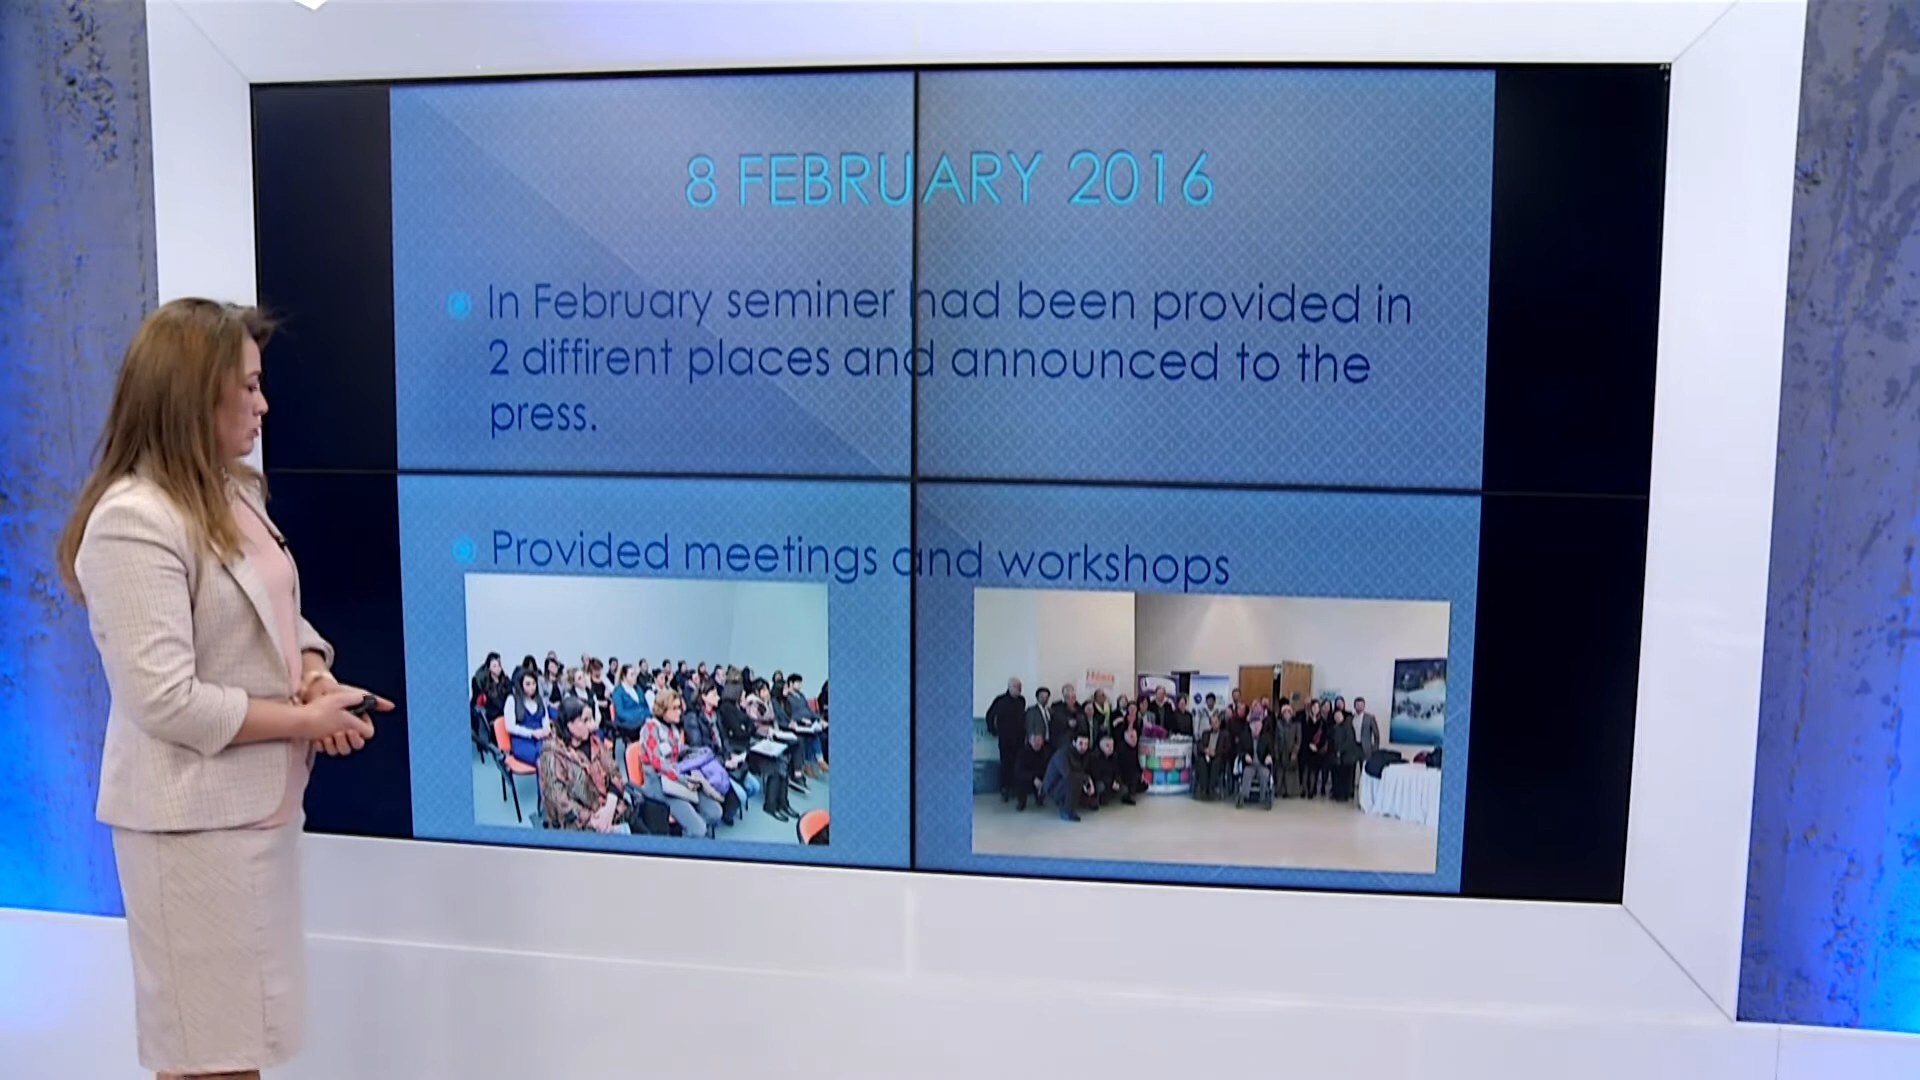 8 FEBRUARY 2016
In February seminer had been provided in
2 diffirent places and announced to the
press.
Provided meetings and workshops